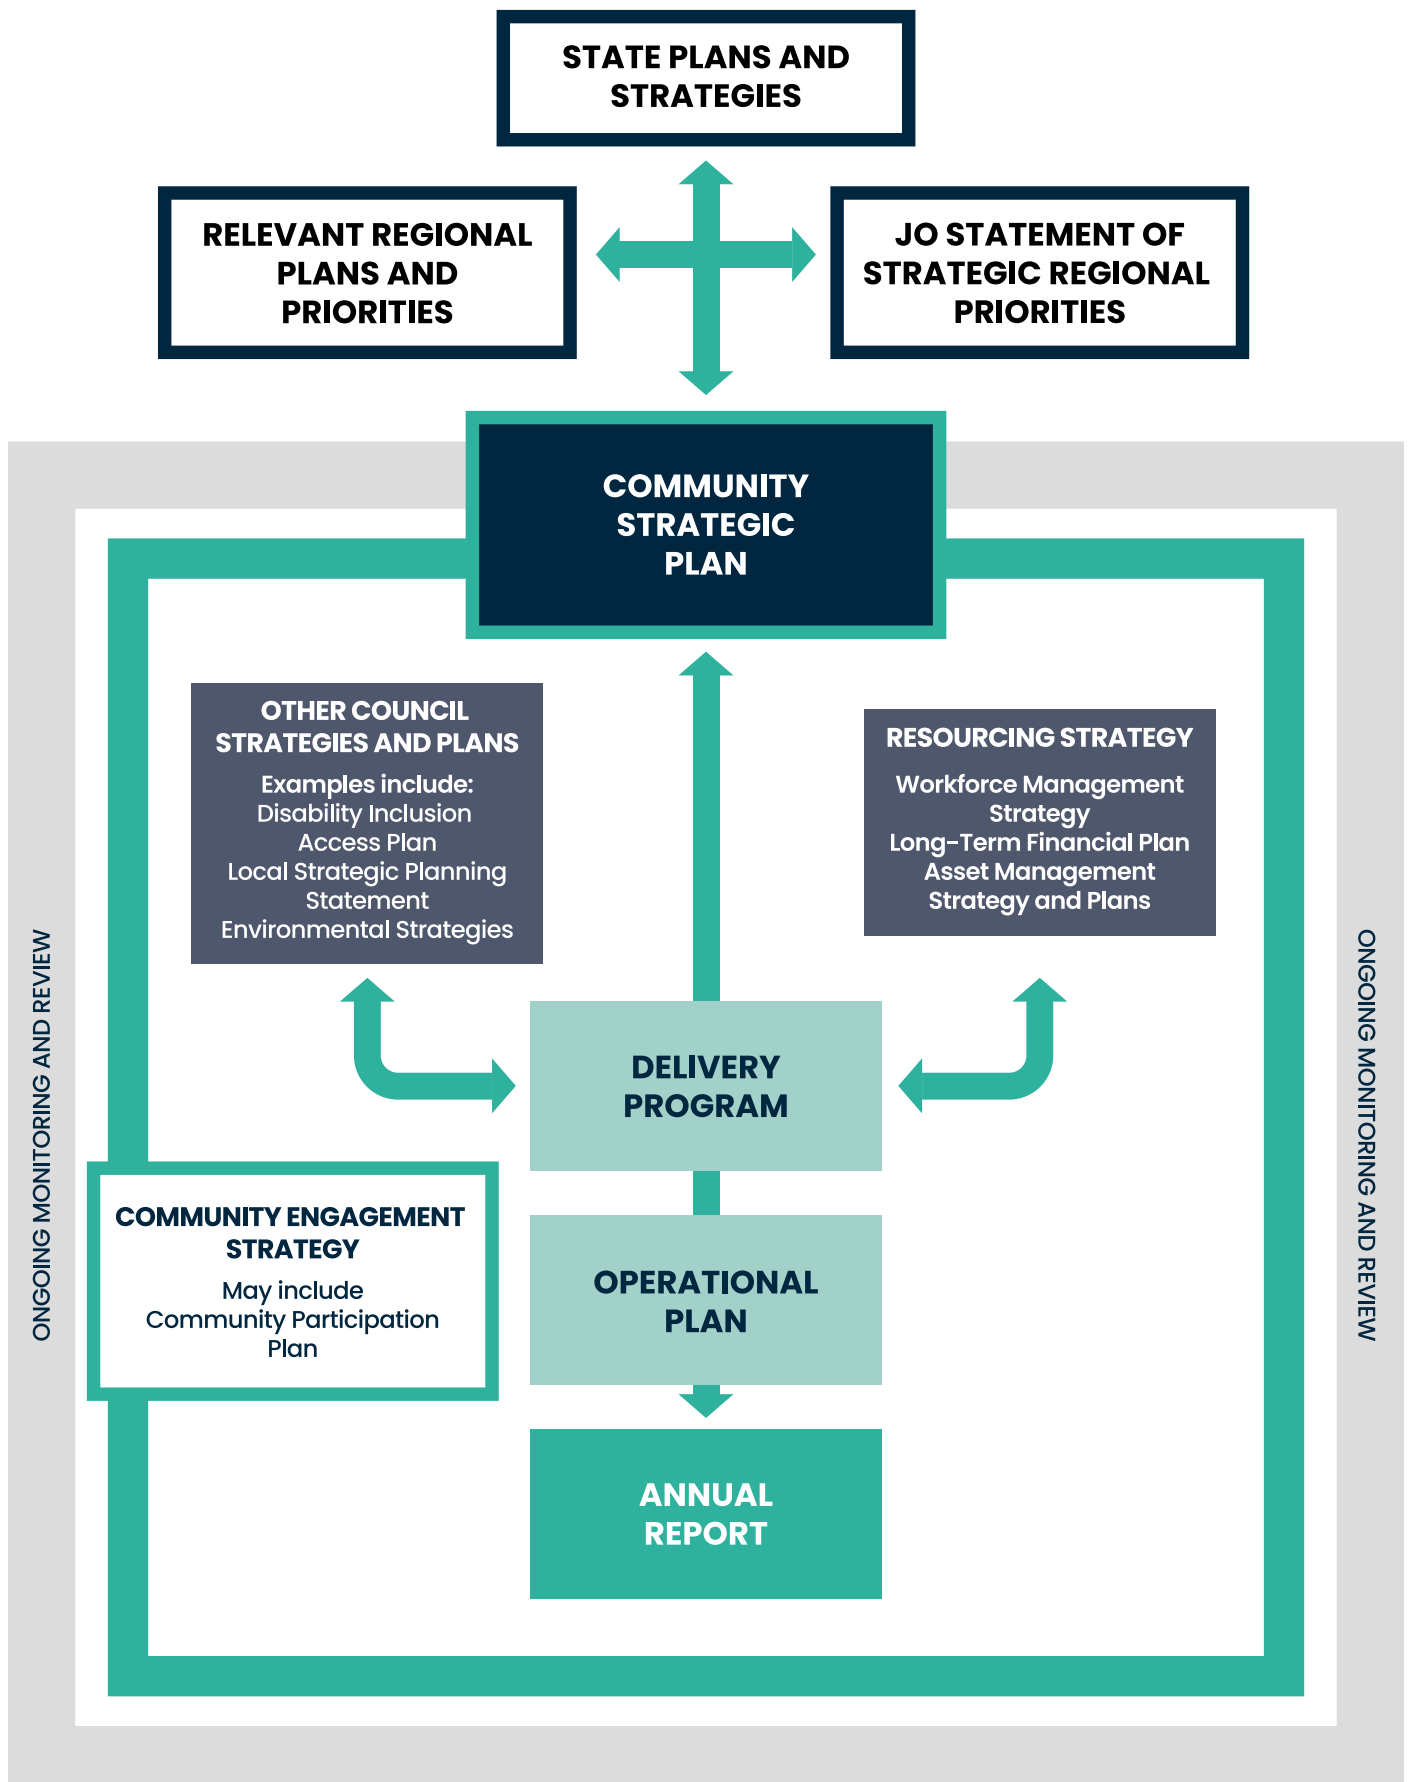 STATE PLANS AND
STRATEGIES
RELEVANT REGIONAL
PLANS AND
PRIORITIES
JO STATEMENT OF
STRATEGIC REGIONAL
PRIORITIES
COMMUNITY
STRATEGIC
PLAN
OTHER COUNCIL
STRATEGIES AND PLANS
Examples include:
Disability Inclusion
Access Plan
Local Strategic Planning
Statement
Environmental Strategies
RESOURCING STRATEGY
Workforce Management
Strategy
Long-Term Financial Plan
Asset Management
Strategy and Plans
ONGOING MONITORING AND REVIEW
ONGOING MONITORING AND REVIEW
DELIVERY
PROGRAM
COMMUNITY ENGAGEMENT
STRATEGY
May include
Community Participation
Plan
OPERATIONAL
PLAN
ANNUAL
REPORT